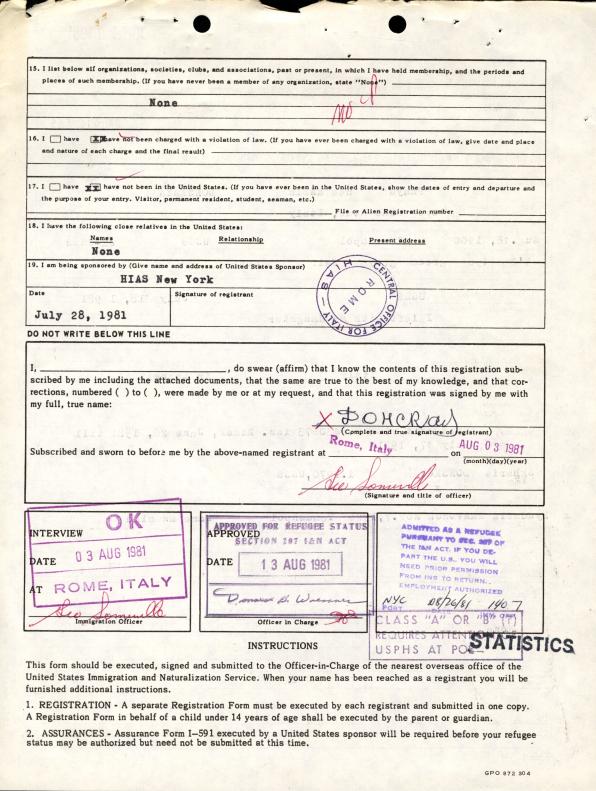 15. I list below all organizations, societies, clubs, and associations, past or present, in which I have held membership, and the periods and
places of such membership. (If you have never been a member of any organization, state "None")
None
16. I have XX have not been charged with a violation of law. (If you have ever been charged with a violation of law, give date and place
and nature of each charge and the final result)
17. I have XX have not been in the United States. (If you have ever been in the United States, show the dates of entry and departure and
the purpose of your entry. Visitor, permanent resident, student, seaman, etc.)
File or Alien Registration number
18. I have the following close relatives in the United States:
Names Relationship Present address
None
19. I am being sponsored by (Give name and address of United States Sponsor)
HIAS New York
HIAS - CENTRAL OFFICE FOR ITALY - ROME
Date Signature of registrant
July 28, 1981
DO NOT WRITE BELOW THIS LINE
I, , do swear (affirm) that I know the contents of this registration sub-
scribed by me including the attached documents, that the same are true to the best of my knowledge, and that cor-
rections, numbered ( ) to ( ), were made by me or at my request, and that this registration was signed by me with
my full, true name:
X
(Complete and true signature of registrant)
Subscribed and sworn to before me by the above-named registrant at Rome, Italy on AUG 03 1981
(month)(day)(year)
(Signature and title of officer)
OK
INTERVIEW
DATE 03 AUG 1981
AT ROME, ITALY
Immigration Officer
APPROVED FOR REFUGEE STATUS
APPROVED
SECTION 207 I&N ACT
DATE 13 AUG 1981
Officer in Charge
ADMITTED AS A REFUGEE
PURSUANT TO SEC. 207 OF
THE I&N ACT. IF YOU DE-
PART THE U.S. YOU WILL
NEED PRIOR PERMISSION
FROM INS TO RETURN.
EMPLOYMENT AUTHORIZED
NYC 08/26/81 1407
PORT DATE
CLASS "A" OR "B" (T)
REQUIRES ATTENTION
USPHS AT POE
STATISTICS
INSTRUCTIONS
This form should be executed, signed and submitted to the Officer-in-Charge of the nearest overseas office of the
United States Immigration and Naturalization Service. When your name has been reached as a registrant you will be
furnished additional instructions.
1. REGISTRATION - A separate Registration Form must be executed by each registrant and submitted in one copy.
A Registration Form in behalf of a child under 14 years of age shall be executed by the parent or guardian.
2. ASSURANCES - Assurance Form I-591 executed by a United States sponsor will be required before your refugee
status may be authorized but need not be submitted at this time.
GPO 872 304